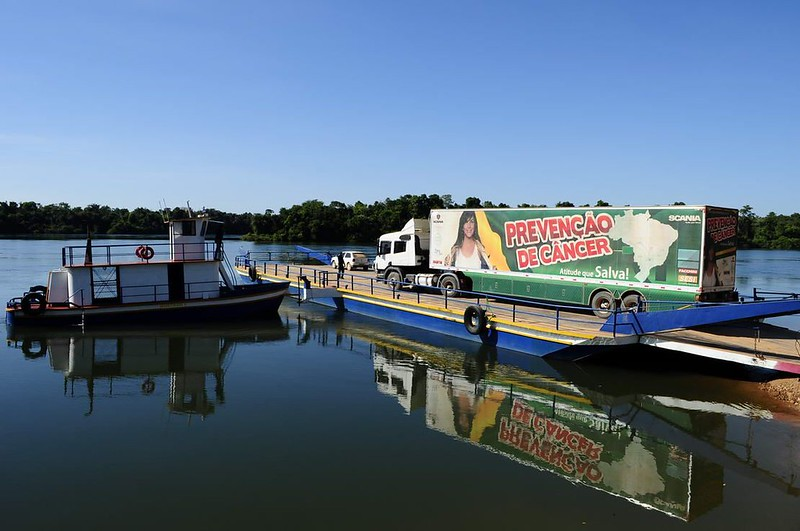 PREVENÇÃO
DE CÂNCER
Atitude que Salva!
SCANIA